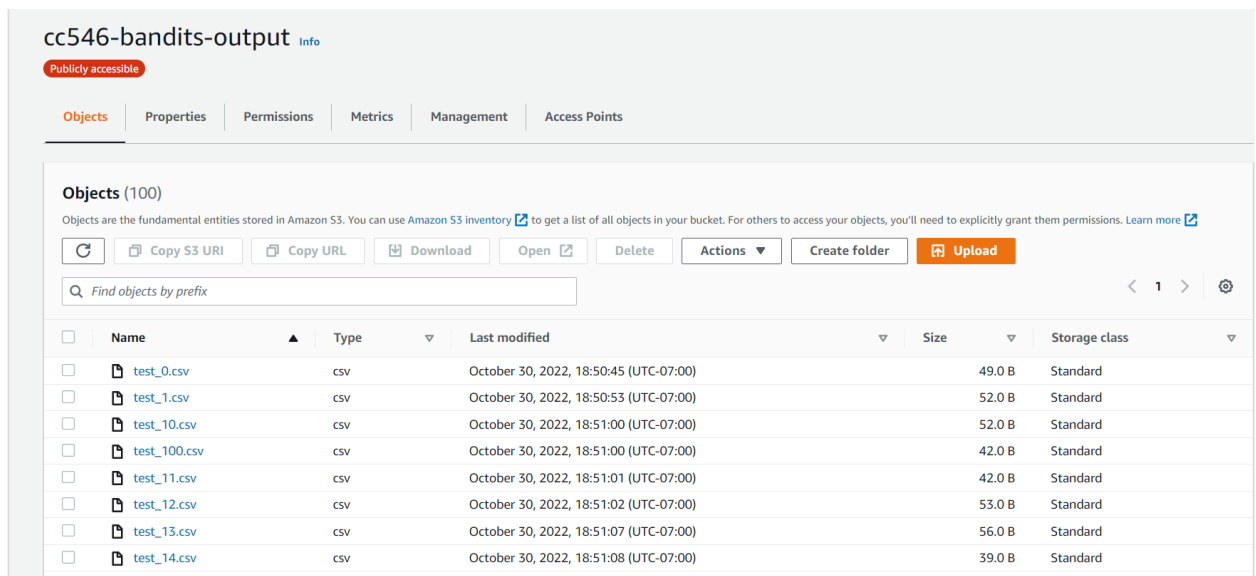 cc546-bandits-output Info
Publicly accessible
Objects Properties Permissions Metrics Management Access Points
Objects (100)
Objects are the fundamental entities stored in Amazon S3. You can use Amazon S3 inventory to get a list of all objects in your bucket. For others to access your objects, you'll need to explicitly grant them permissions. Learn more
Copy S3 URI Copy URL Download Open Delete Actions Create folder Upload
Find objects by prefix 1
Name Type Last modified Size Storage class
test_0.csv csv October 30, 2022, 18:50:45 (UTC-07:00) 49.0 B Standard
test_1.csv csv October 30, 2022, 18:50:53 (UTC-07:00) 52.0 B Standard
test_10.csv csv October 30, 2022, 18:51:00 (UTC-07:00) 52.0 B Standard
test_100.csv csv October 30, 2022, 18:51:00 (UTC-07:00) 42.0 B Standard
test_11.csv csv October 30, 2022, 18:51:01 (UTC-07:00) 42.0 B Standard
test_12.csv csv October 30, 2022, 18:51:02 (UTC-07:00) 53.0 B Standard
test_13.csv csv October 30, 2022, 18:51:07 (UTC-07:00) 56.0 B Standard
test_14.csv csv October 30, 2022, 18:51:08 (UTC-07:00) 39.0 B Standard